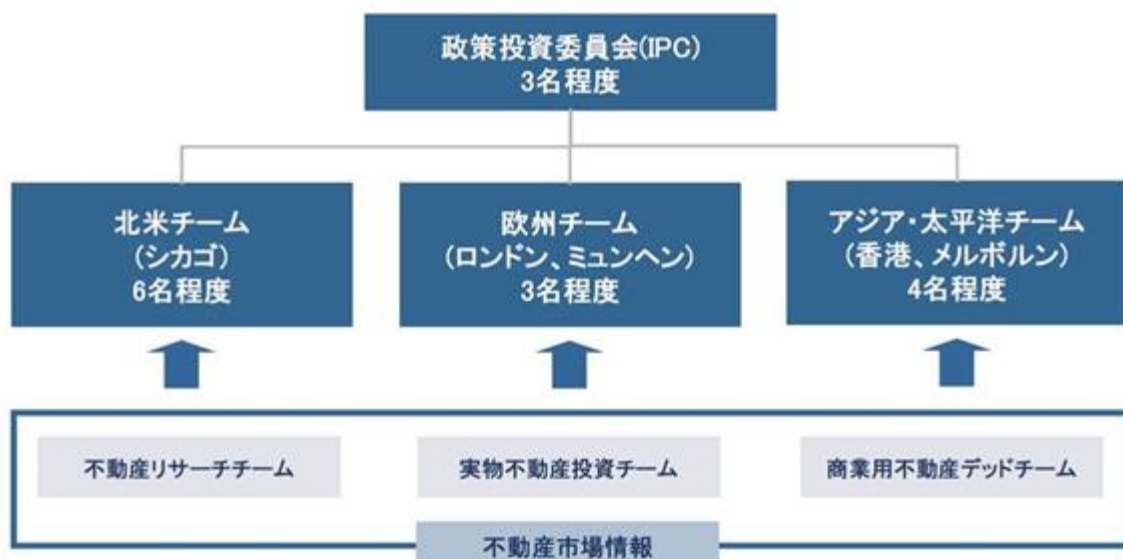 政策投資委員会(IPC)
3名程度
北米チーム
(シカゴ)
6名程度
欧州チーム
(ロンドン、ミュンヘン)
3名程度
アジア・太平洋チーム
(香港、メルボルン)
4名程度
不動産リサーチチーム
実物不動産投資チーム
商業用不動産デッドチーム
不動産市場情報